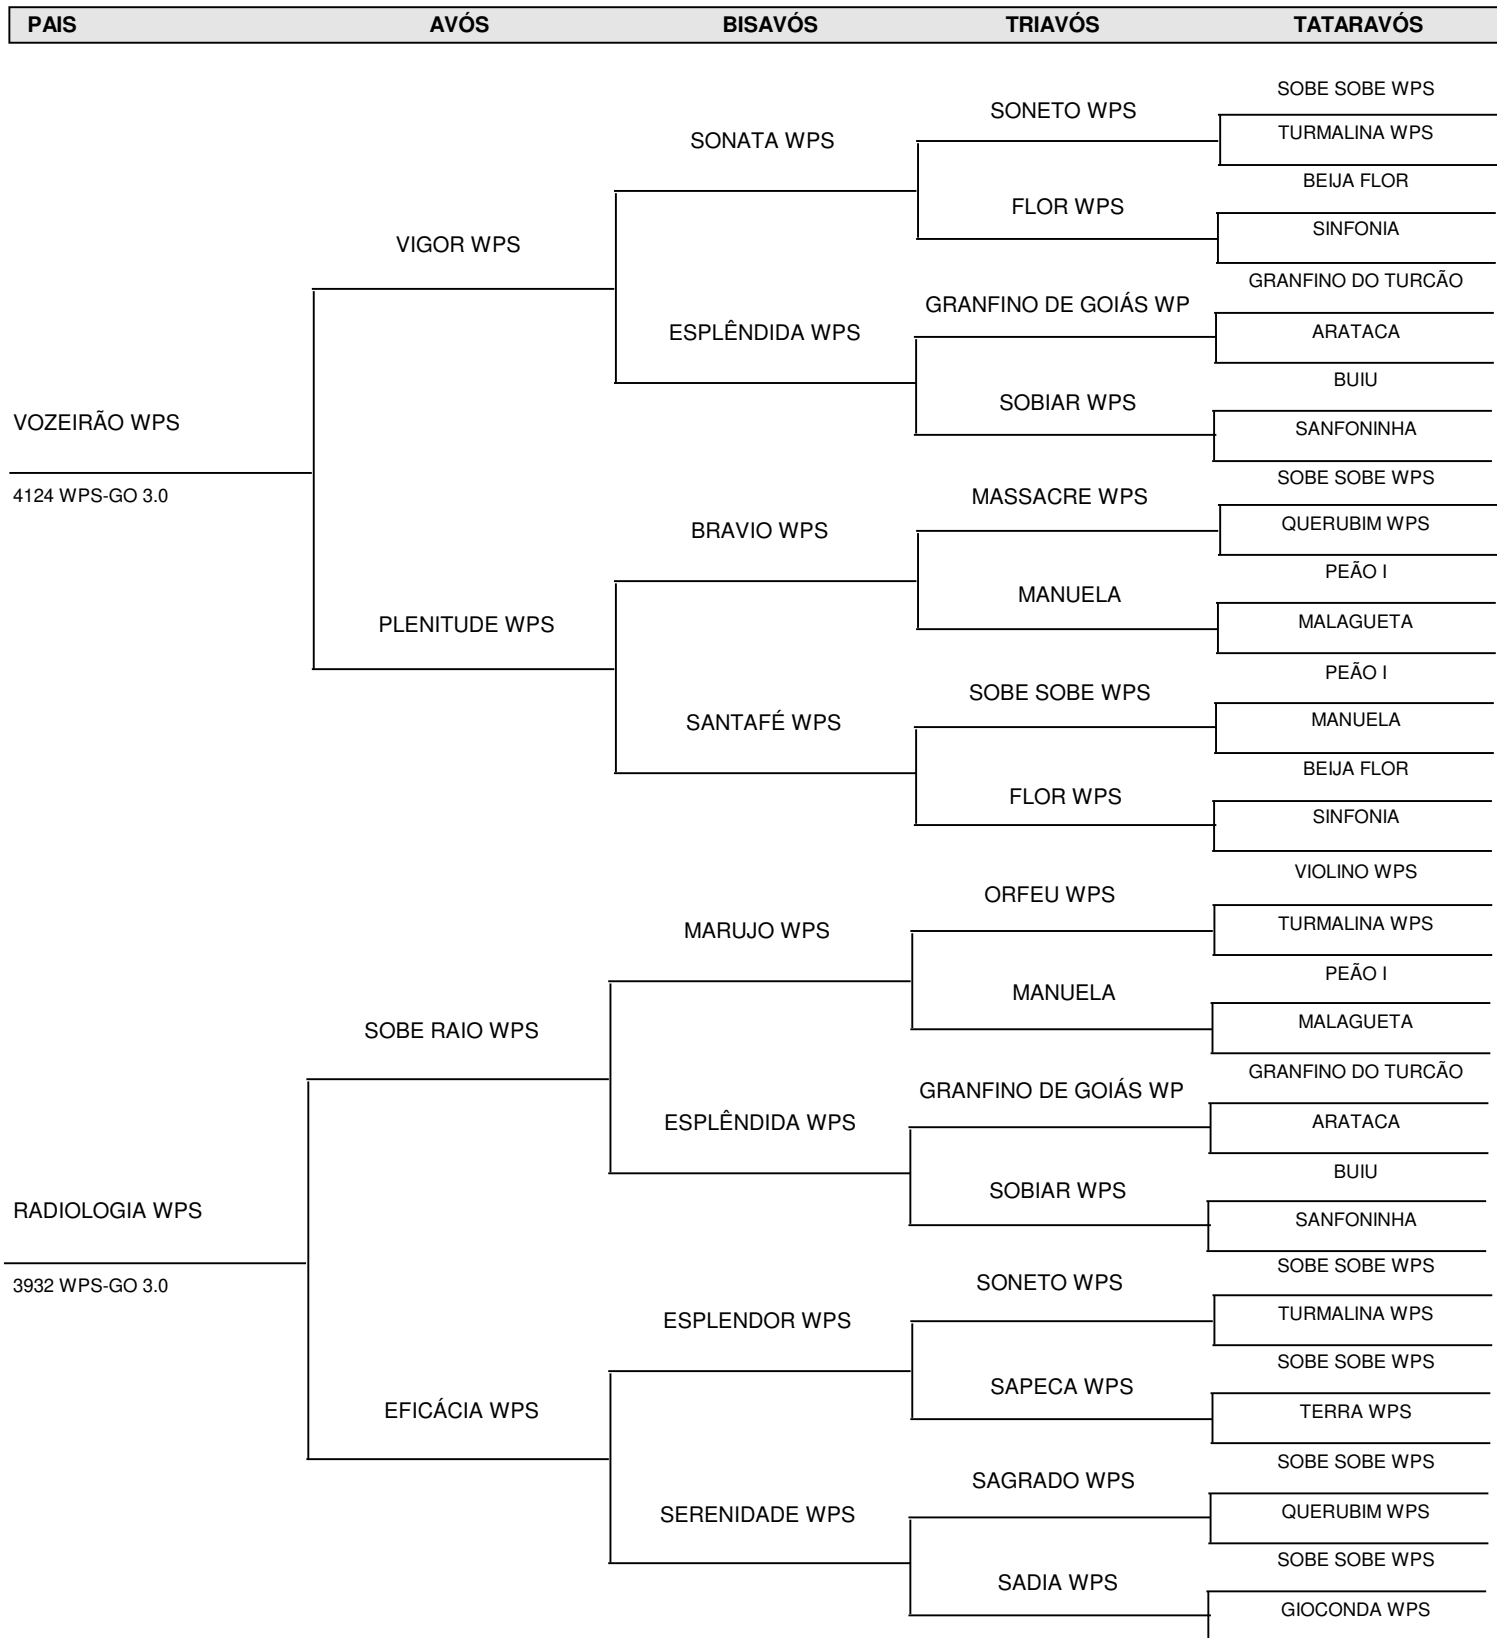 PAIS AVÓS BISAVÓS TRIAVÓS TATARAVÓS
SOBE SOBE WPS
SONETO WPS
TURMALINA WPS
SONATA WPS
BEIJA FLOR
FLOR WPS
SINFONIA
VIGOR WPS
GRANFINO DO TURCÃO
GRANFINO DE GOIÁS WP
ESPLÊNDIDA WPS
ARATACA
BUIU
SOBIAR WPS
VOZEIRÃO WPS
SANFONINHA
SOBE SOBE WPS
4124 WPS-GO 3.0
MASSACRE WPS
QUERUBIM WPS
BRAVIO WPS
PEÃO I
MANUELA
MALAGUETA
PLENITUDE WPS
PEÃO I
SOBE SOBE WPS
SANTAFÉ WPS
MANUELA
BEIJA FLOR
FLOR WPS
SINFONIA
VIOLINO WPS
ORFEU WPS
TURMALINA WPS
MARUJO WPS
PEÃO I
MANUELA
MALAGUETA
SOBE RAIO WPS
GRANFINO DO TURCÃO
GRANFINO DE GOIÁS WP
ESPLÊNDIDA WPS
ARATACA
BUIU
SOBIAR WPS
RADIOLOGIA WPS
SANFONINHA
SOBE SOBE WPS
3932 WPS-GO 3.0
SONETO WPS
TURMALINA WPS
ESPLENDOR WPS
SOBE SOBE WPS
SAPECA WPS
EFICÁCIA WPS
TERRA WPS
SOBE SOBE WPS
SAGRADO WPS
SERENIDADE WPS
QUERUBIM WPS
SOBE SOBE WPS
SADIA WPS
GIOCONDA WPS